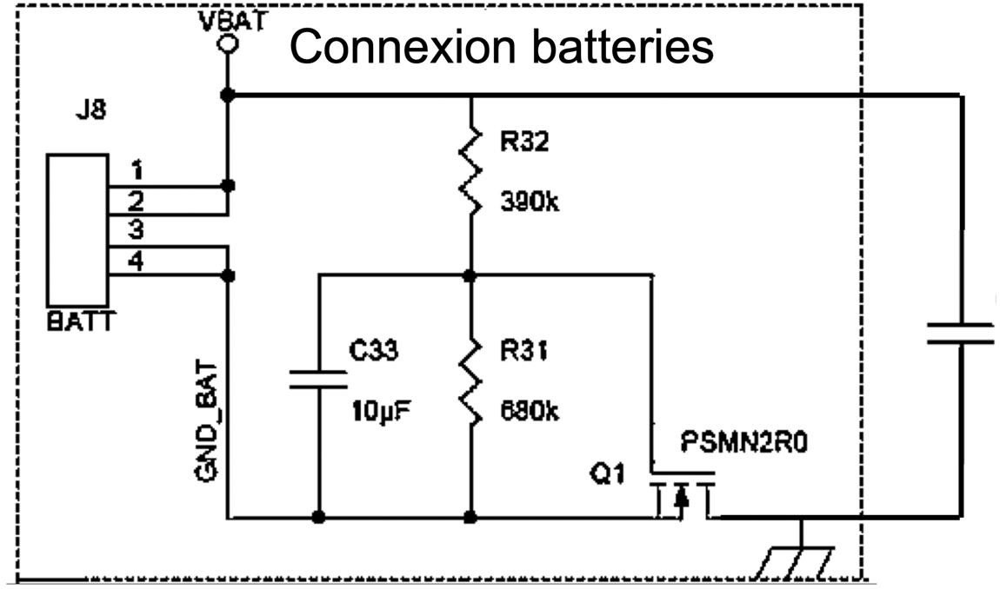 VBAT
Connexion batteries
J8
1
2
3
4
BATT
GND_BAT
R32
390k
C33
10µF
R31
680k
Q1
PSMN2R0